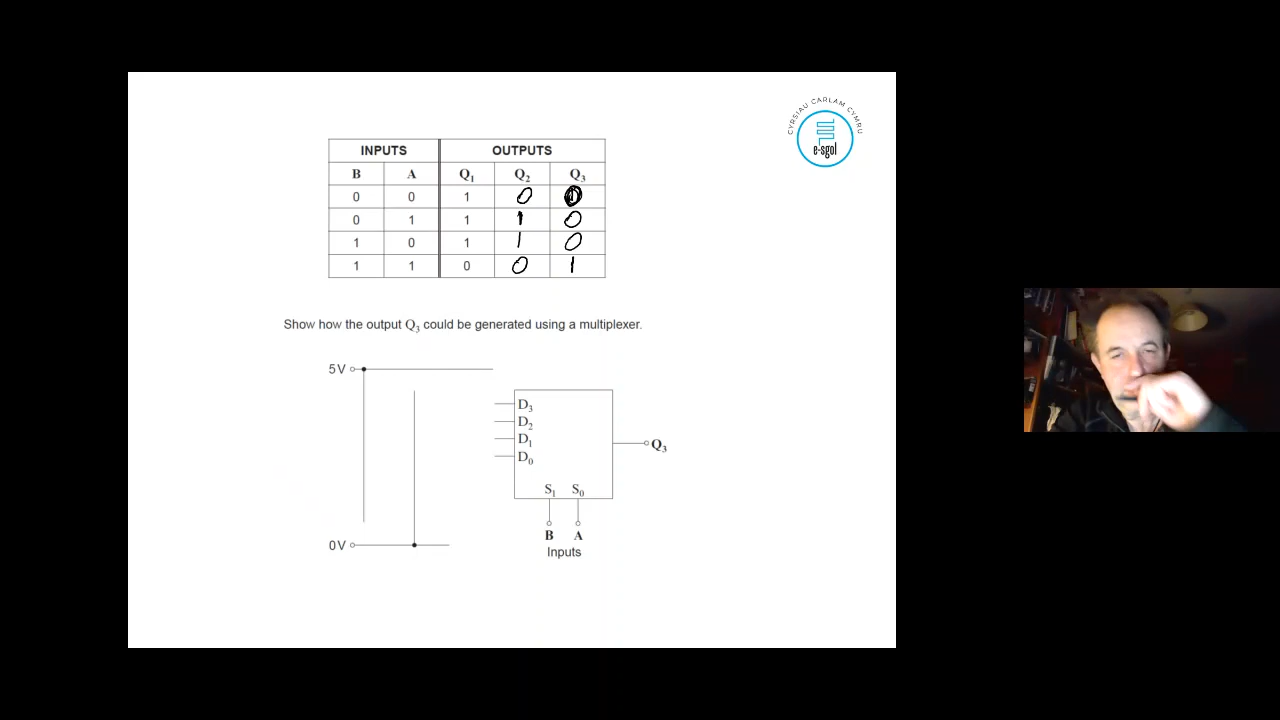 CYRSIAU CARLAM CYMRU
e-sgol
INPUTS OUTPUTS
B A Q₁ Q₂ Q₃
0 0 1 0 0
0 1 1 1 0
1 0 1 1 0
1 1 0 0 1
Show how the output Q₃ could be generated using a multiplexer.
5V
D₃
D₂
D₁
Q₃
D₀
S₁ S₀
B A
0V
Inputs